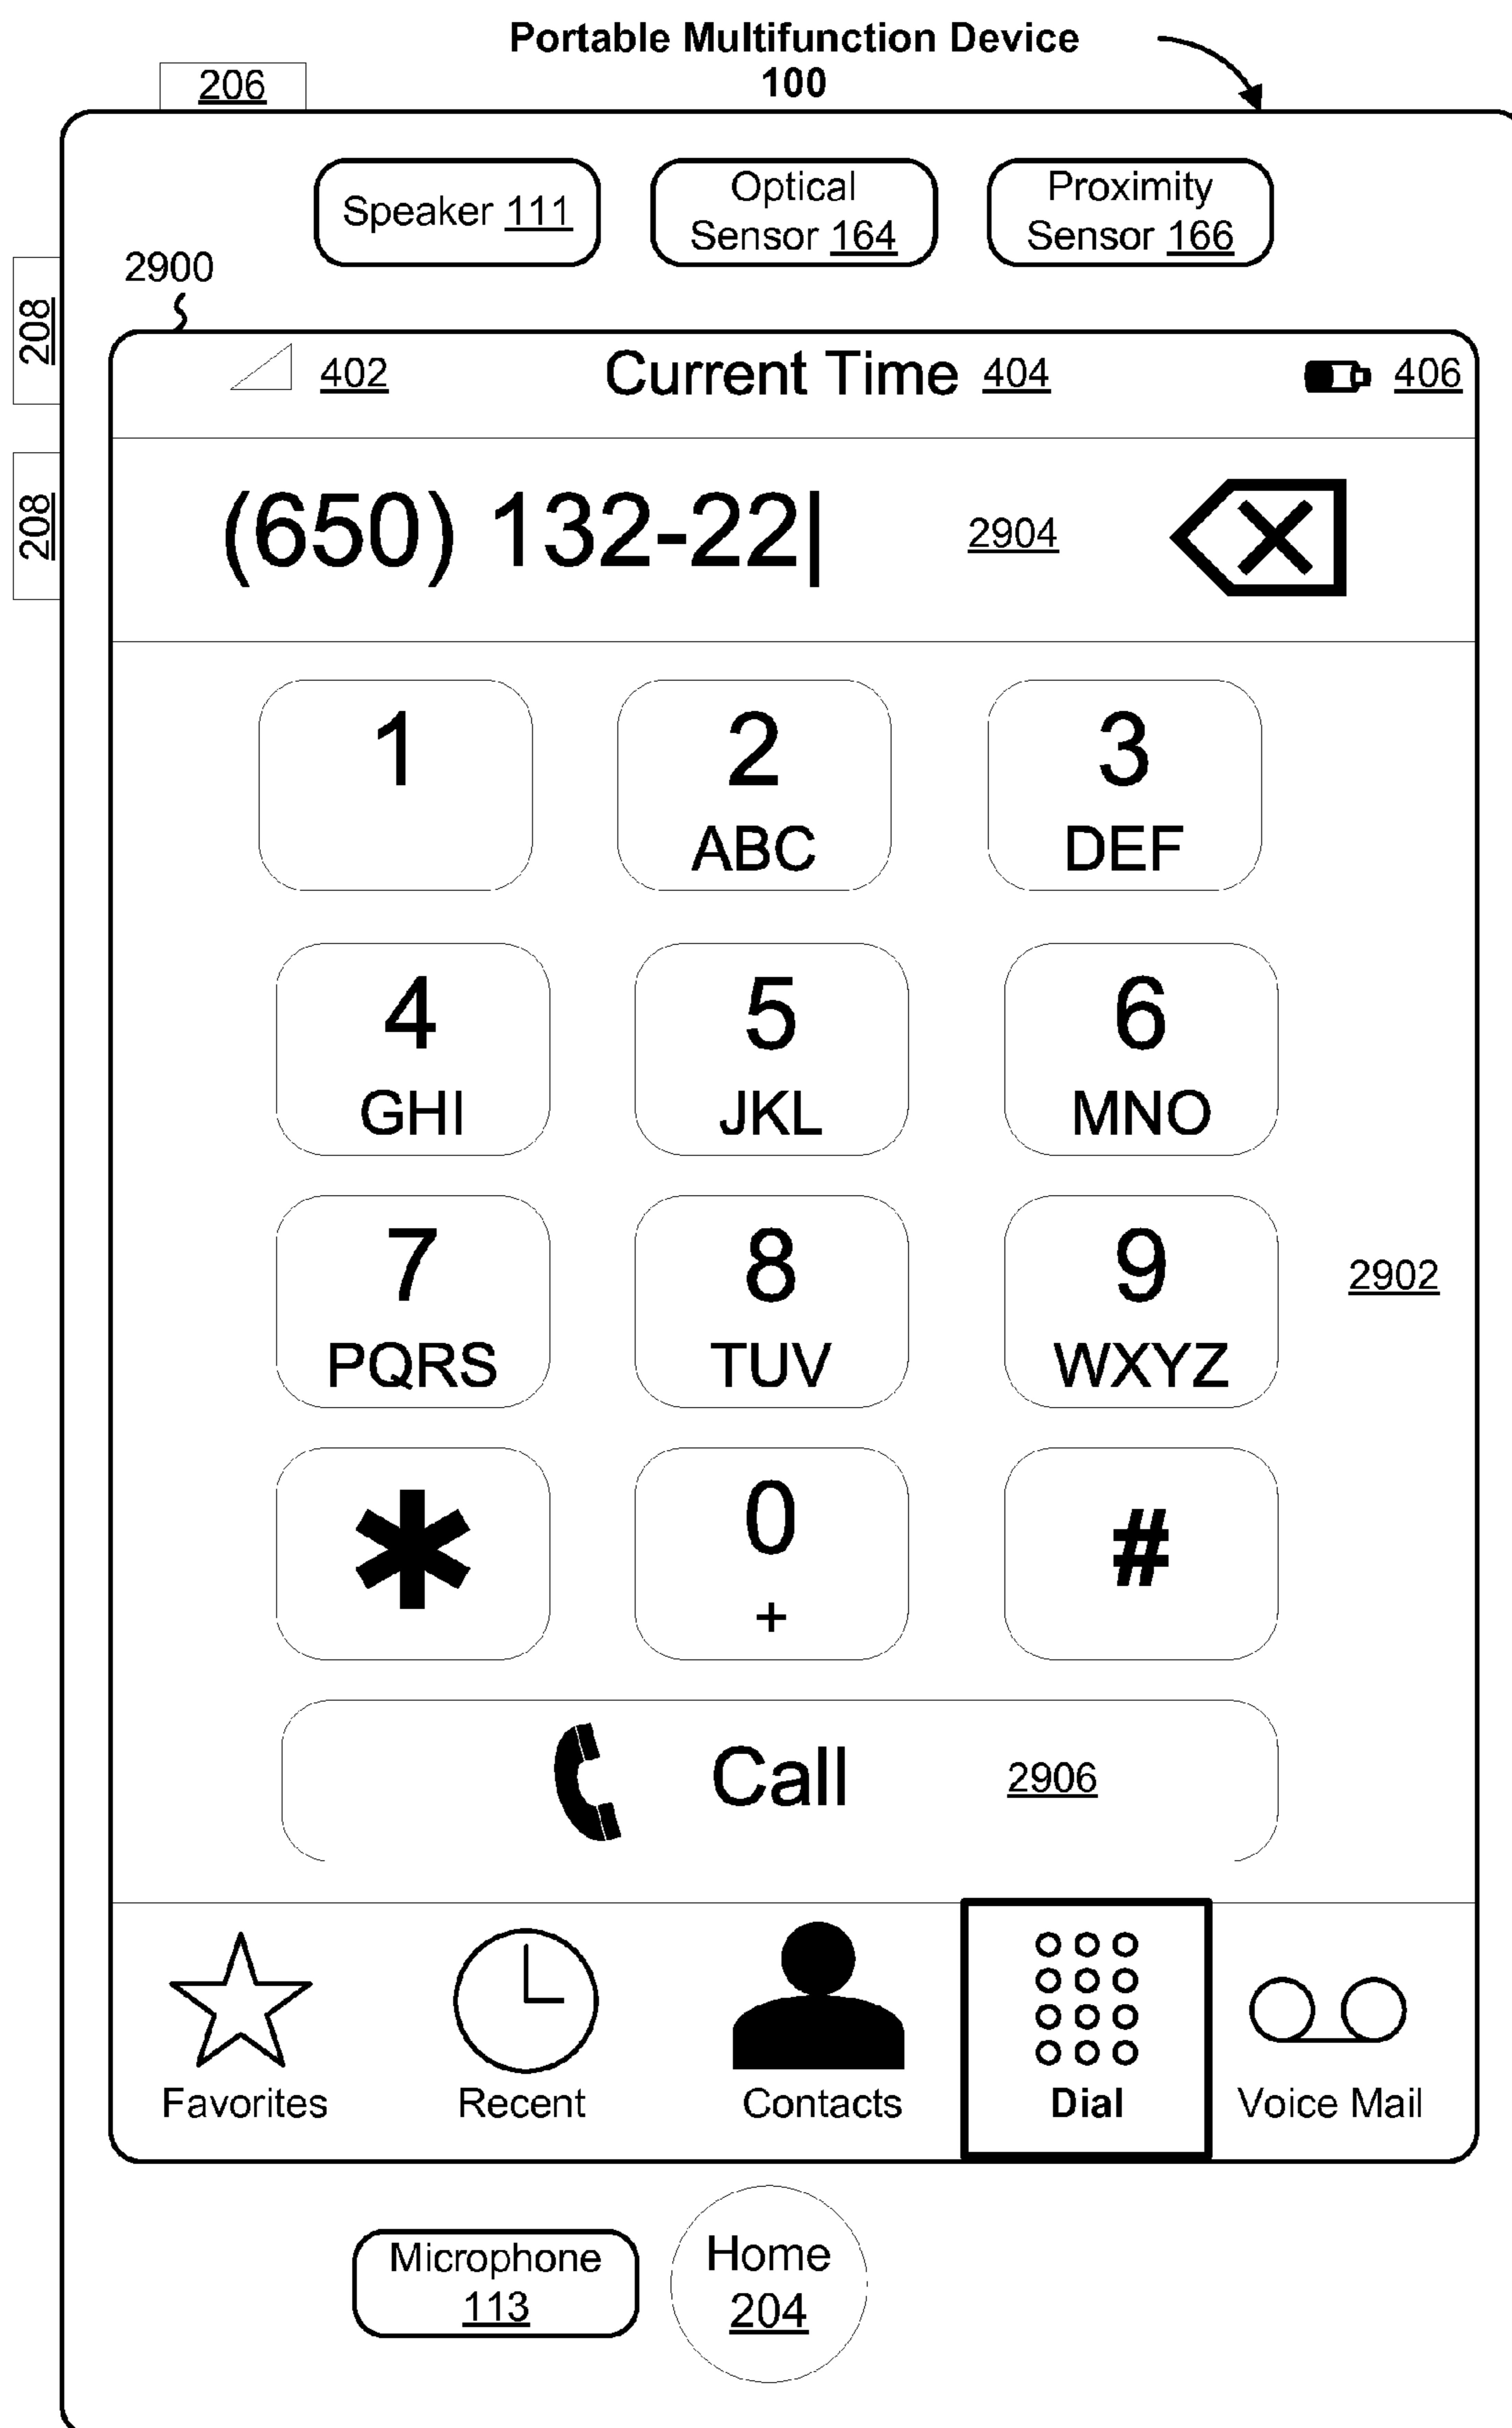 Portable Multifunction Device
100
206
Speaker 111
Optical
Sensor 164
Proximity
Sensor 166
2900
208
402
Current Time 404
406
208
(650) 132-22|
2904
1
2
3
ABC
DEF
4
5
6
GHI
JKL
MNO
7
8
9
2902
PQRS
TUV
WXYZ
*
0
#
+
Call
2906
Favorites
Recent
Contacts
Dial
Voice Mail
Microphone
113
Home
204